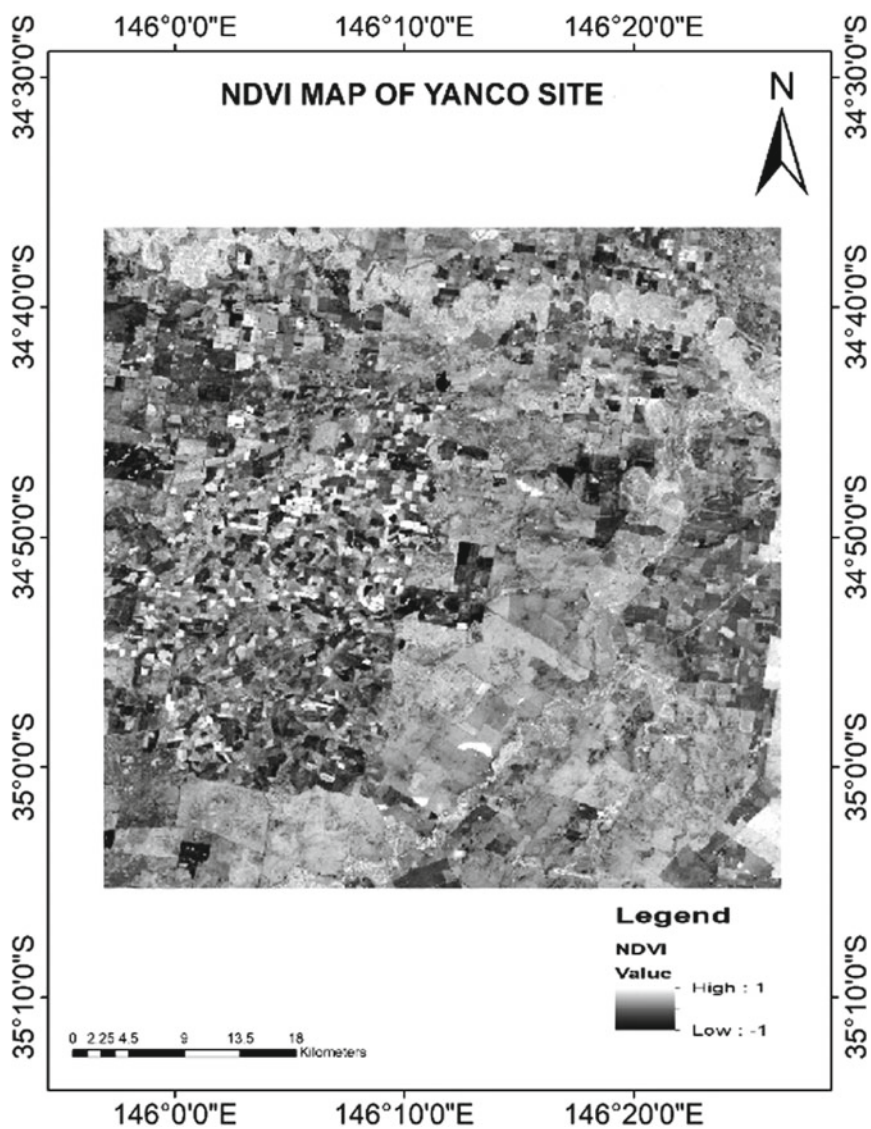 146°0'0"E 146°10'0"E 146°20'0"E
NDVI MAP OF YANCO SITE
N
34°30'0"S 34°30'0"S
34°40'0"S 34°40'0"S
34°50'0"S 34°50'0"S
35°0'0"S 35°0'0"S
35°10'0"S 35°10'0"S
Legend
NDVI
Value
High : 1
Low : -1
0 2.25 4.5 9 13.5 18
Kilometers
146°0'0"E 146°10'0"E 146°20'0"E